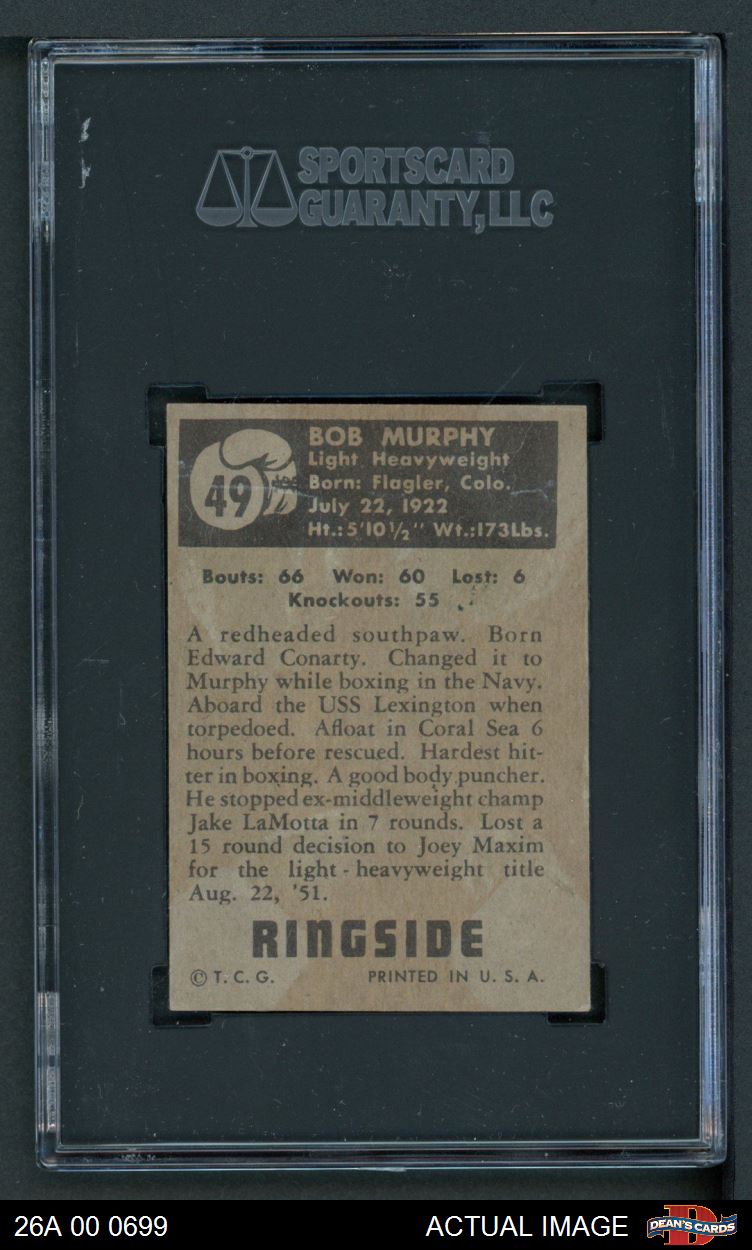 SPORTSCARD
GUARANTY, LLC
BOB MURPHY
49
Light Heavyweight
Born: Flagler, Colo.
July 22, 1922
Ht.:5'10½" Wt.:173Lbs.
Bouts: 66 Won: 60 Lost: 6
Knockouts: 55
A redheaded southpaw. Born
Edward Conarty. Changed it to
Murphy while boxing in the Navy.
Aboard the USS Lexington when
torpedoed. Afloat in Coral Sea 6
hours before rescued. Hardest hit-
ter in boxing. A good body puncher.
He stopped ex-middleweight champ
Jake LaMotta in 7 rounds. Lost a
15 round decision to Joey Maxim
for the light-heavyweight title
Aug. 22, '51.
RINGSIDE
© T. C. G. PRINTED IN U. S. A.
26A 00 0699 ACTUAL IMAGE D DEAN'S CARDS